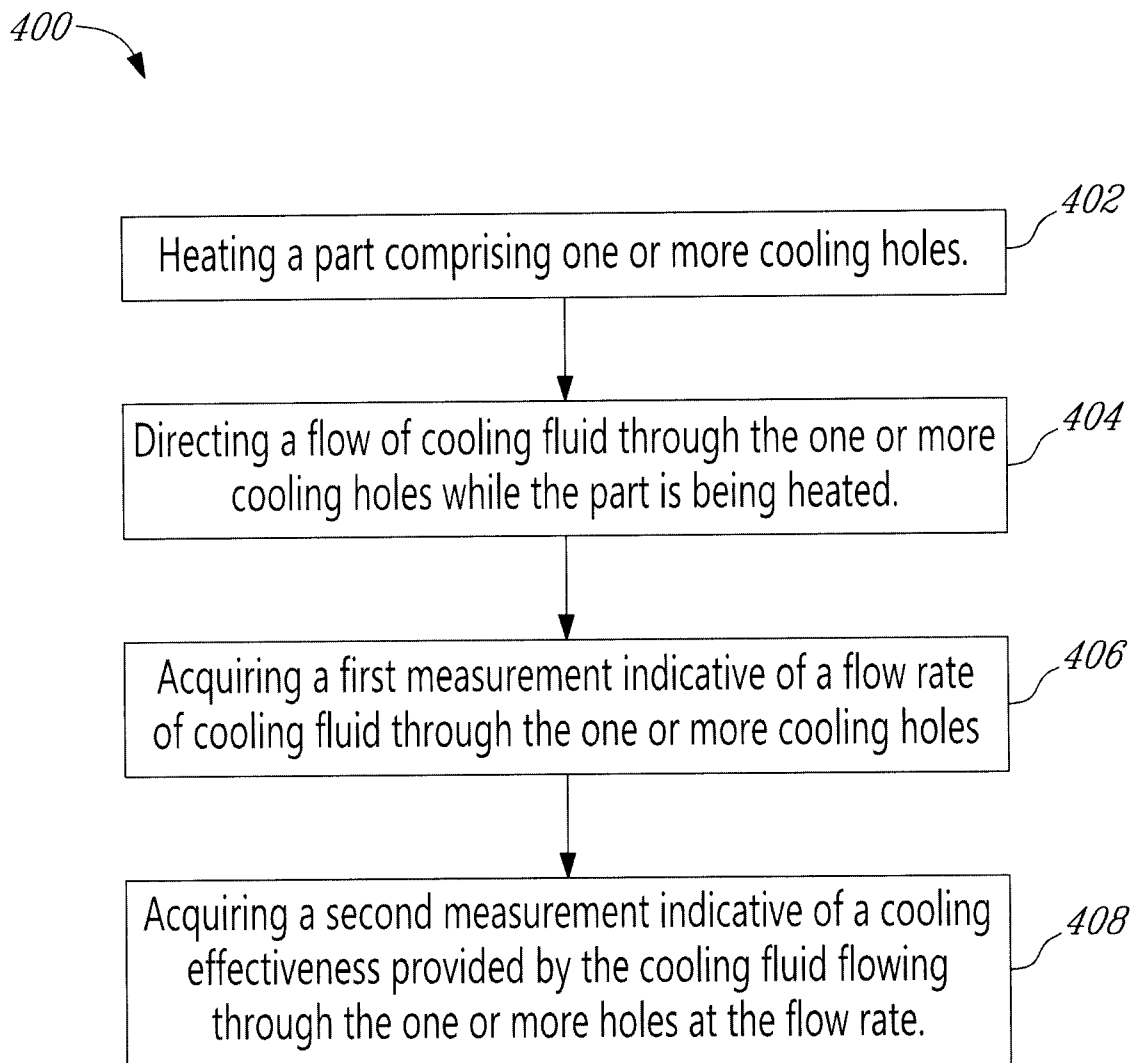 400
402
Heating a part comprising one or more cooling holes.
404
Directing a flow of cooling fluid through the one or more
cooling holes while the part is being heated.
406
Acquiring a first measurement indicative of a flow rate
of cooling fluid through the one or more cooling holes
408
Acquiring a second measurement indicative of a cooling
effectiveness provided by the cooling fluid flowing
through the one or more holes at the flow rate.